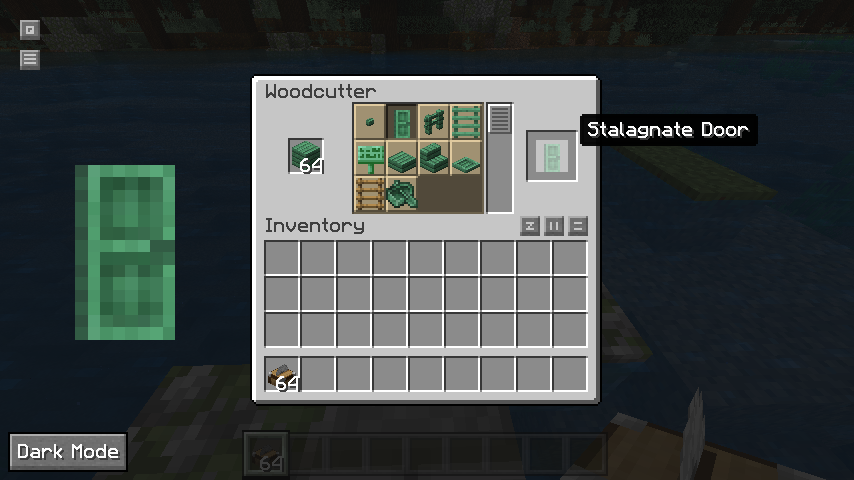 Woodcutter
Stalagnate Door
64
Inventory
64
Dark Mode
64